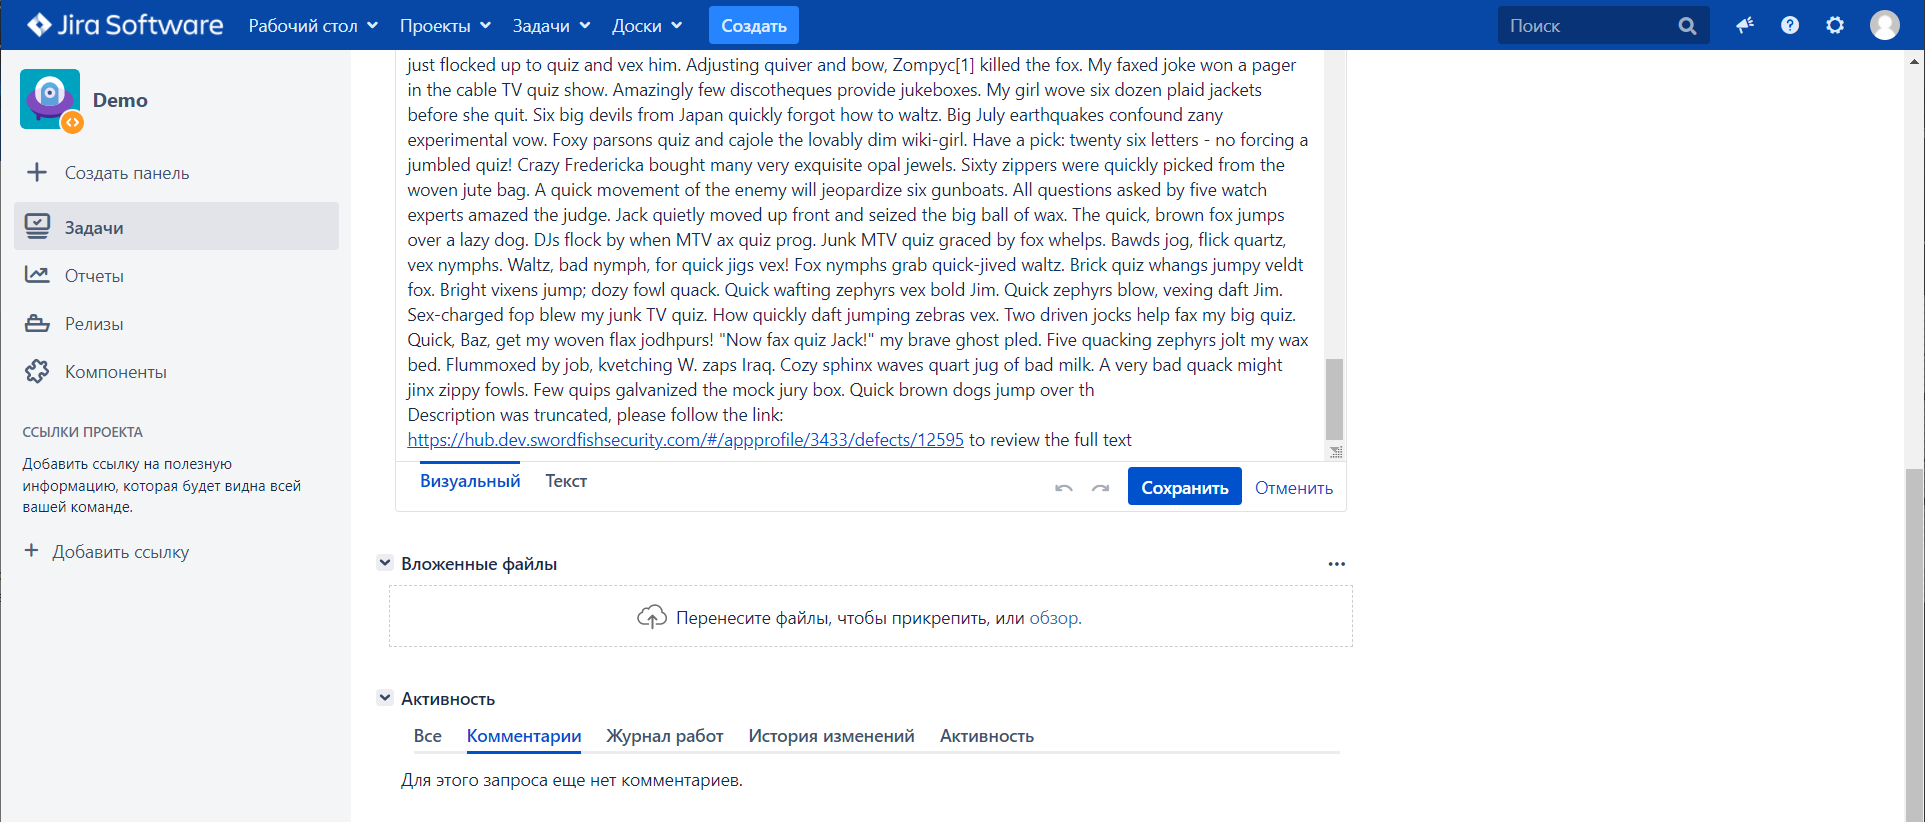 Jira Software Рабочий стол Проекты Задачи Доски Создать Поиск
Demo
Создать панель
Задачи
Отчеты
Релизы
Компоненты
ССЫЛКИ ПРОЕКТА
Добавить ссылку на полезную
информацию, которая будет видна всей
вашей команде.
Добавить ссылку
just flocked up to quiz and vex him. Adjusting quiver and bow, Zompyc[1] killed the fox. My faxed joke won a pager
in the cable TV quiz show. Amazingly few discotheques provide jukeboxes. My girl wove six dozen plaid jackets
before she quit. Six big devils from Japan quickly forgot how to waltz. Big July earthquakes confound zany
experimental vow. Foxy parsons quiz and cajole the lovably dim wiki-girl. Have a pick: twenty six letters - no forcing a
jumbled quiz! Crazy Fredericka bought many very exquisite opal jewels. Sixty zippers were quickly picked from the
woven jute bag. A quick movement of the enemy will jeopardize six gunboats. All questions asked by five watch
experts amazed the judge. Jack quietly moved up front and seized the big ball of wax. The quick, brown fox jumps
over a lazy dog. DJs flock by when MTV ax quiz prog. Junk MTV quiz graced by fox whelps. Bawds jog, flick quartz,
vex nymphs. Waltz, bad nymph, for quick jigs vex! Fox nymphs grab quick-jived waltz. Brick quiz whangs jumpy veldt
fox. Bright vixens jump; dozy fowl quack. Quick wafting zephyrs vex bold Jim. Quick zephyrs blow, vexing daft Jim.
Sex-charged fop blew my junk TV quiz. How quickly daft jumping zebras vex. Two driven jocks help fax my big quiz.
Quick, Baz, get my woven flax jodhpurs! "Now fax quiz Jack!" my brave ghost pled. Five quacking zephyrs jolt my wax
bed. Flummoxed by job, kvetching W. zaps Iraq. Cozy sphinx waves quart jug of bad milk. A very bad quack might
jinx zippy fowls. Few quips galvanized the mock jury box. Quick brown dogs jump over th
Description was truncated, please follow the link:
https://hub.dev.swordfishsecurity.com/#/appprofile/3433/defects/12595 to review the full text
Визуальный Текст Сохранить Отменить
Вложенные файлы
Перенесите файлы, чтобы прикрепить, или обзор.
Активность
Все Комментарии Журнал работ История изменений Активность
Для этого запроса еще нет комментариев.